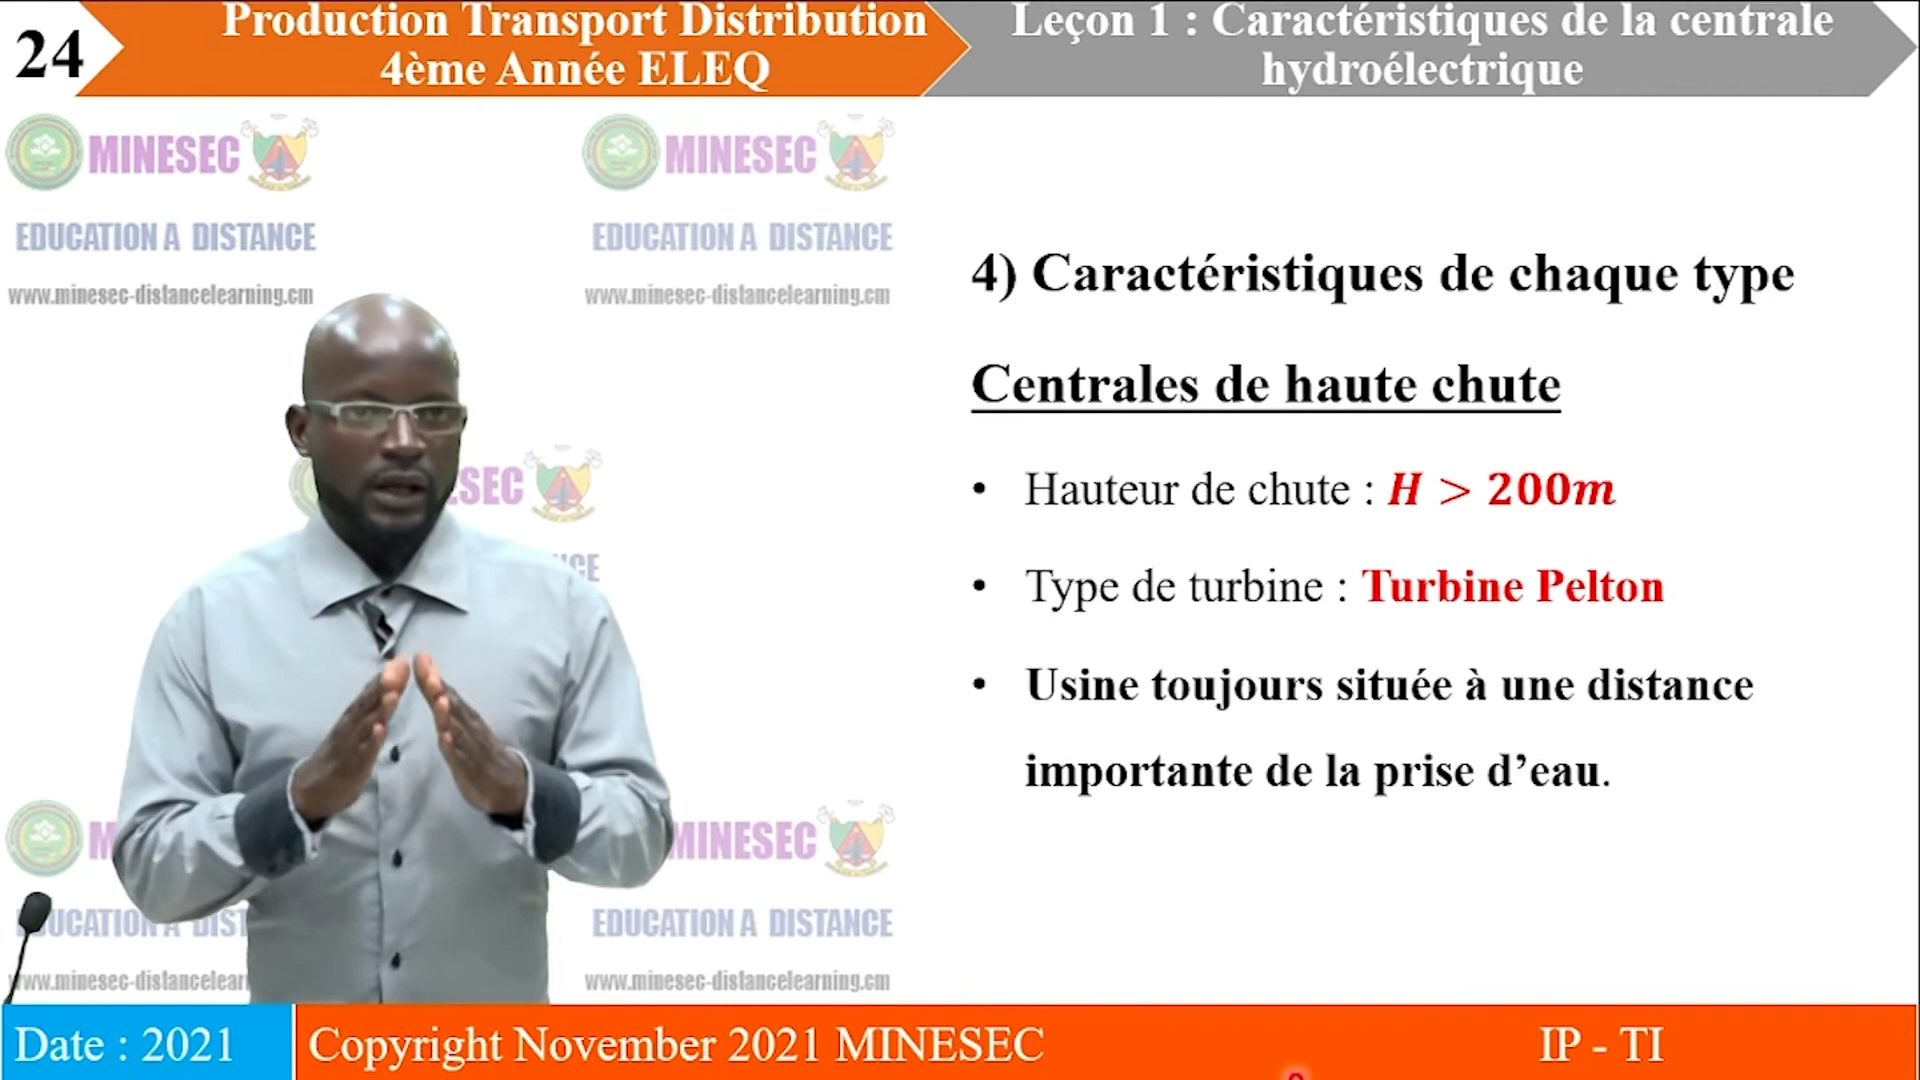 24
Production Transport Distribution
4ème Année ELEQ
Leçon 1 : Caractéristiques de la centrale
hydroélectrique
MINESEC
EDUCATION A DISTANCE
www.minesec-distancelearning.cm
MINESEC
EDUCATION A DISTANCE
www.minesec-distancelearning.cm
4) Caractéristiques de chaque type
Centrales de haute chute
• Hauteur de chute : H > 200m
• Type de turbine : Turbine Pelton
• Usine toujours située à une distance
importante de la prise d’eau.
MINESEC
EDUCATION A DISTANCE
www.minesec-distancelearning.cm
Date : 2021
Copyright November 2021 MINESEC
IP - TI